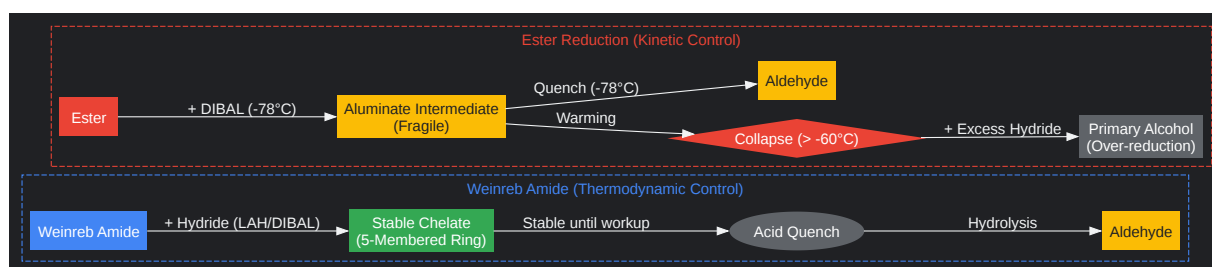 Ester Reduction (Kinetic Control)
Ester
+ DIBAL (-78°C)
Aluminate Intermediate
(Fragile)
Quench (-78°C)
Aldehyde
Warming
Collapse (> -60°C)
+ Excess Hydride
Primary Alcohol
(Over-reduction)
Weinreb Amide (Thermodynamic Control)
Weinreb Amide
+ Hydride (LAH/DIBAL)
Stable Chelate
(5-Membered Ring)
Stable until workup
Acid Quench
Hydrolysis
Aldehyde